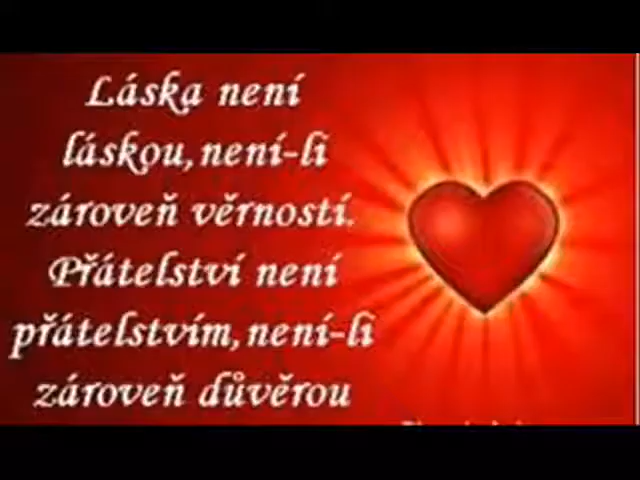 Láska není
láskou, není-li
zároveň věrností.
Přátelství není
přátelstvím, není-li
zároveň důvěrou